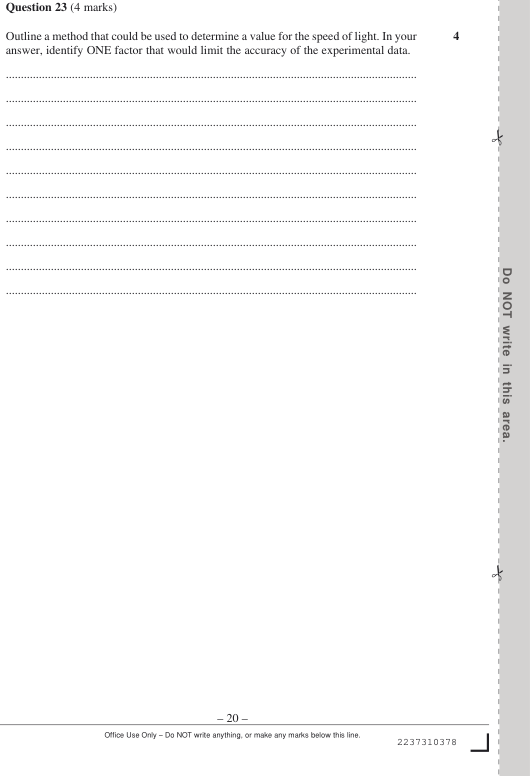 Question 23 (4 marks)
Outline a method that could be used to determine a value for the speed of light. In your 4
answer, identify ONE factor that would limit the accuracy of the experimental data.
Do NOT write in this area.
– 20 –
Office Use Only – Do NOT write anything, or make any marks below this line.
2237310378